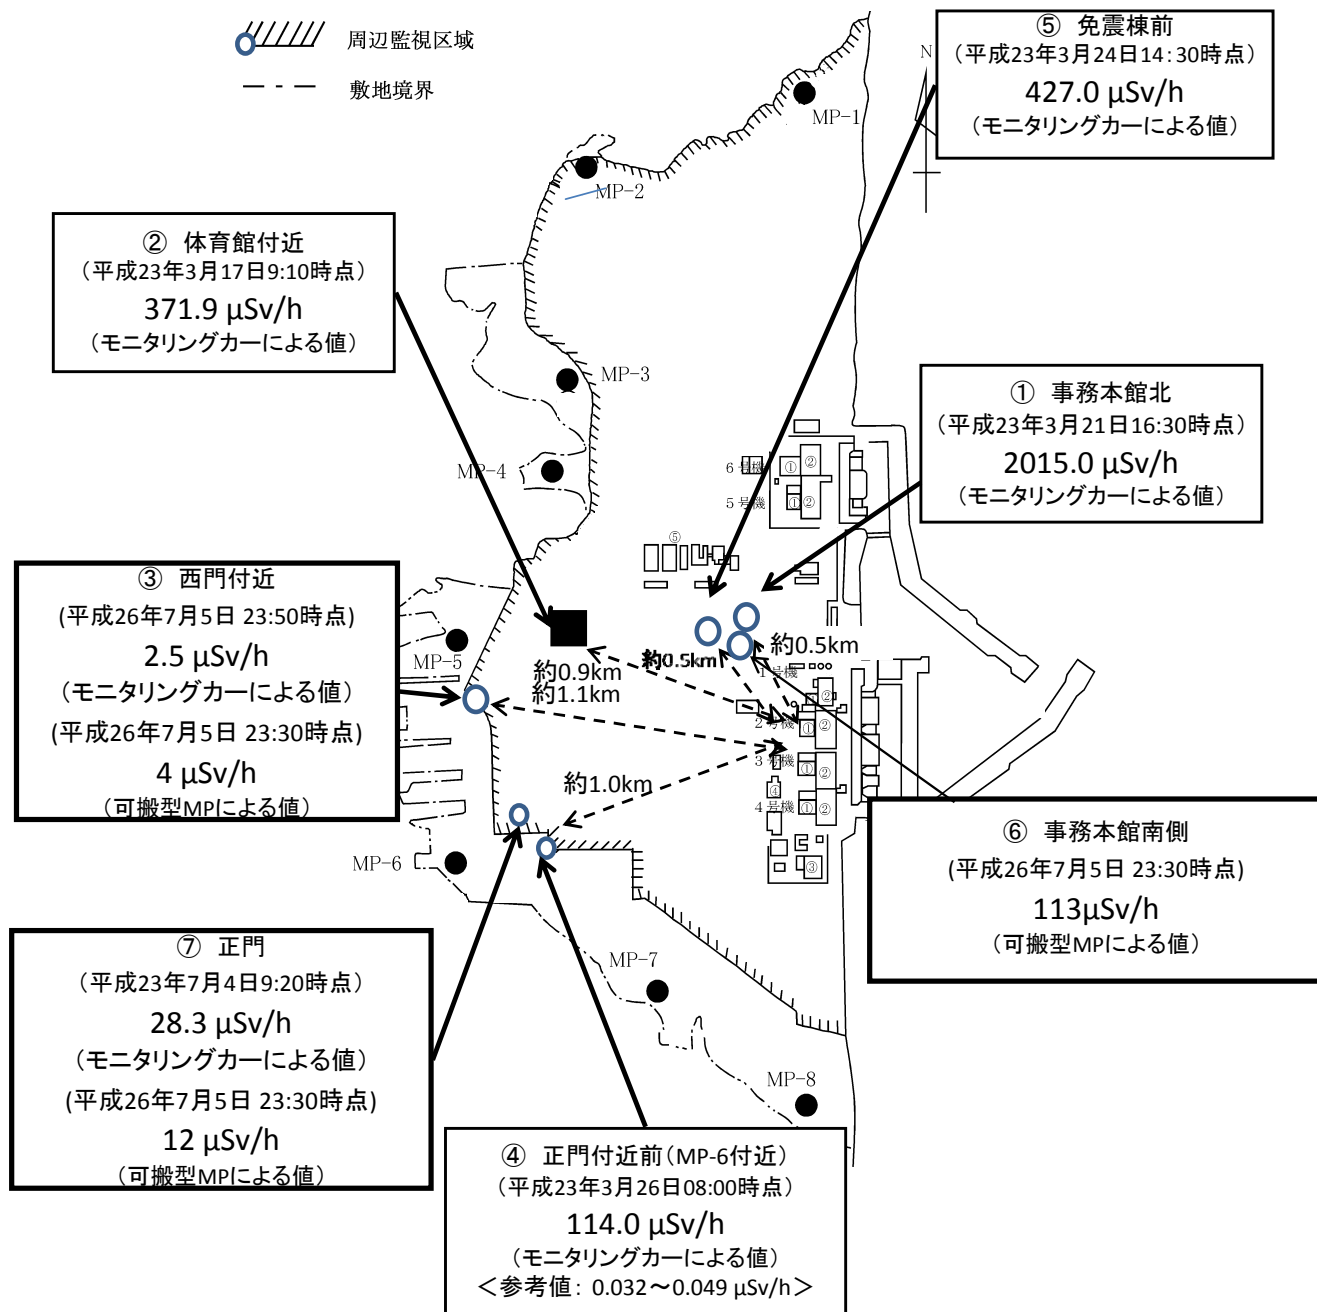 周辺監視区域
敷地境界
⑤ 免震棟前
（平成23年3月24日14:30時点）
427.0 μSv/h
（モニタリングカーによる値）
N
MP-1
MP-2
② 体育館付近
（平成23年3月17日9:10時点）
371.9 μSv/h
（モニタリングカーによる値）
MP-3
① 事務本館北
（平成23年3月21日16:30時点）
2015.0 μSv/h
（モニタリングカーによる値）
MP-4
6号機
① ②
5号機
① ②
⑤
③ 西門付近
(平成26年7月5日 23:50時点)
2.5 μSv/h
（モニタリングカーによる値）
(平成26年7月5日 23:30時点)
4 μSv/h
（可搬型MPによる値）
MP-5
約0.9km
約1.1km
約0.5km
約0.5km
1号機
②
2号機
① ②
3号機
① ②
④
4号機
① ②
③
約1.0km
MP-6
⑥ 事務本館南側
(平成26年7月5日 23:30時点)
113μSv/h
（可搬型MPによる値）
⑦ 正門
（平成23年7月4日9:20時点）
28.3 μSv/h
（モニタリングカーによる値）
(平成26年7月5日 23:30時点)
12 μSv/h
（可搬型MPによる値）
MP-7
MP-8
④ 正門付近前（MP-6付近）
（平成23年3月26日08:00時点）
114.0 μSv/h
（モニタリングカーによる値）
＜参考値: 0.032～0.049 μSv/h＞